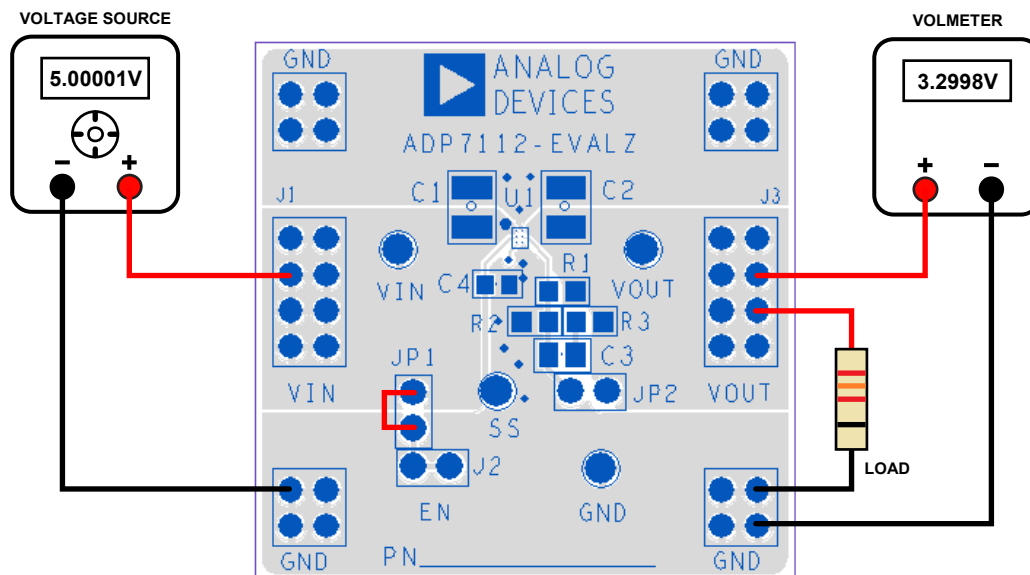 VOLTAGE SOURCE
VOLMETER
5.00001V
3.2998V
GND
ANALOG
DEVICES
GND
ADP7112-EVALZ
- +
+ -
J1
C1
U1
C2
J3
VIN
C4
R1
VOUT
R2
R3
JP1
C3
VIN
JP2
VOUT
SS
J2
LOAD
EN
GND
GND
PN
GND